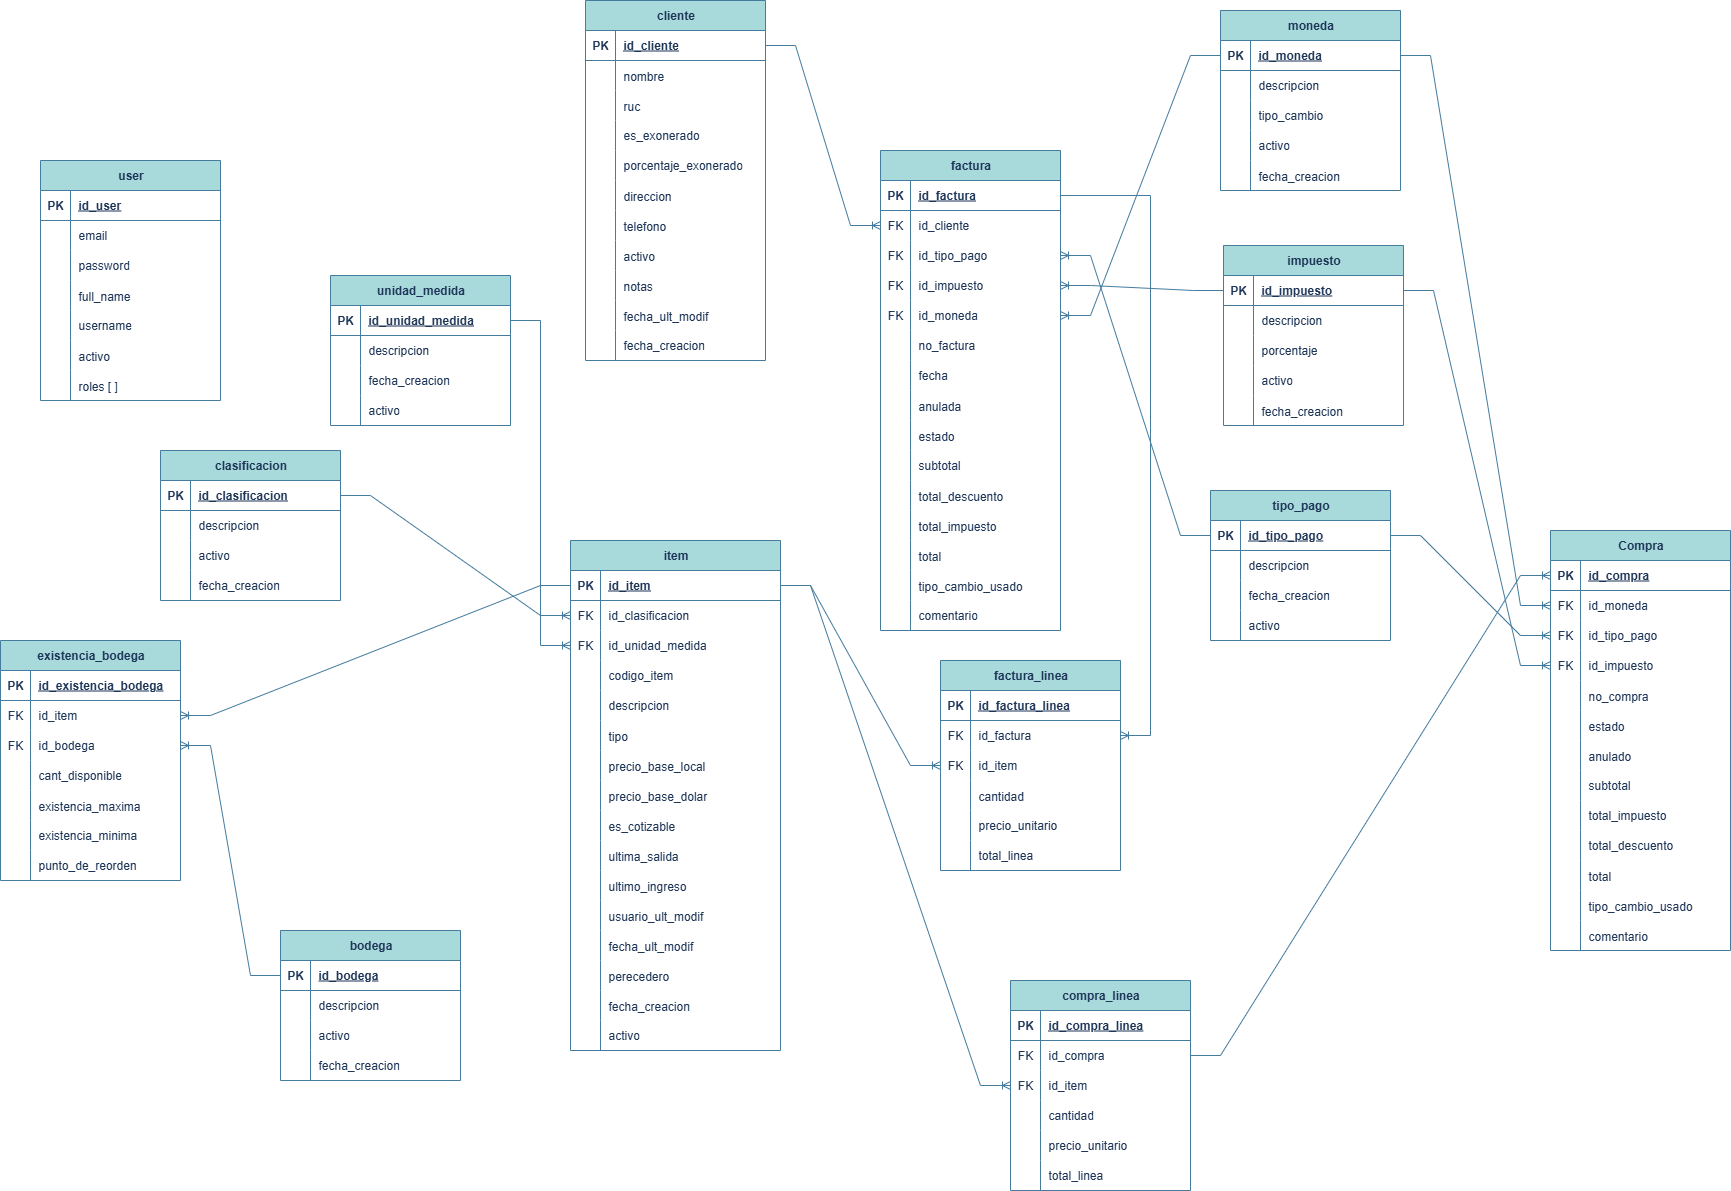 cliente
PK id_cliente
nombre
ruc
es_exonerado
porcentaje_exonerado
direccion
telefono
activo
notas
fecha_ult_modif
fecha_creacion
moneda
PK id_moneda
descripcion
tipo_cambio
activo
fecha_creacion
user
PK id_user
email
password
full_name
username
activo
roles [ ]
factura
PK id_factura
FK id_cliente
FK id_tipo_pago
FK id_impuesto
FK id_moneda
no_factura
fecha
anulada
estado
subtotal
total_descuento
total_impuesto
total
tipo_cambio_usado
comentario
impuesto
PK id_impuesto
descripcion
porcentaje
activo
fecha_creacion
unidad_medida
PK id_unidad_medida
descripcion
fecha_creacion
activo
clasificacion
PK id_clasificacion
descripcion
activo
fecha_creacion
tipo_pago
PK id_tipo_pago
descripcion
fecha_creacion
activo
Compra
PK id_compra
FK id_moneda
FK id_tipo_pago
FK id_impuesto
no_compra
estado
anulado
subtotal
total_impuesto
total_descuento
total
tipo_cambio_usado
comentario
item
PK id_item
FK id_clasificacion
FK id_unidad_medida
codigo_item
descripcion
tipo
precio_base_local
precio_base_dolar
es_cotizable
ultima_salida
ultimo_ingreso
usuario_ult_modif
fecha_ult_modif
perecedero
fecha_creacion
activo
existencia_bodega
PK id_existencia_bodega
FK id_item
FK id_bodega
cant_disponible
existencia_maxima
existencia_minima
punto_de_reorden
factura_linea
PK id_factura_linea
FK id_factura
FK id_item
cantidad
precio_unitario
total_linea
bodega
PK id_bodega
descripcion
activo
fecha_creacion
compra_linea
PK id_compra_linea
FK id_compra
FK id_item
cantidad
precio_unitario
total_linea